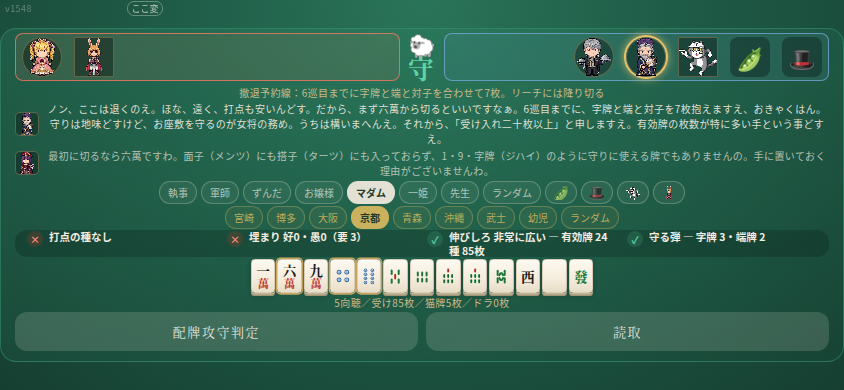 v1548
ここ変
守
撤退予約線：6巡目までに字牌と端と対子を合わせて7枚。リーチには降り切る
ノン、ここは退くのえ。ほな、遠く、打点も安いんどす。だから、まず六萬から切るといいですなぁ。6巡目までに、字牌と端と対子を7枚抱えますえ、おきゃくはん。
守りは地味どすけど、お座敷を守るのが女将の務め。うちは構いまへんえ。それから、「受け入れ二十枚以上」と申しますえ。有効牌の枚数が特に多い手という事どす
え。
最初に切るなら六萬ですわ。面子（メンツ）にも搭子（ターツ）にも入っておらず、1・9・字牌（ジハイ）のように守りに使える牌でもありませんの。手に置いておく
理由がございませんわ。
執事 軍師 ずんだ お嬢様 マダム 一姫 先生 ランダム
宮崎 博多 大阪 京都 青森 沖縄 武士 幼児 ランダム
打点の種なし 埋まり 好0・愚0（要 3） 伸びしろ 非常に広い — 有効牌 24 守る弾 — 字牌 3・端牌 2
種 85枚
一萬 六萬 九萬 西 發
5向聴／受け85枚／猫牌5枚／ドラ0枚
配牌攻守判定 読取